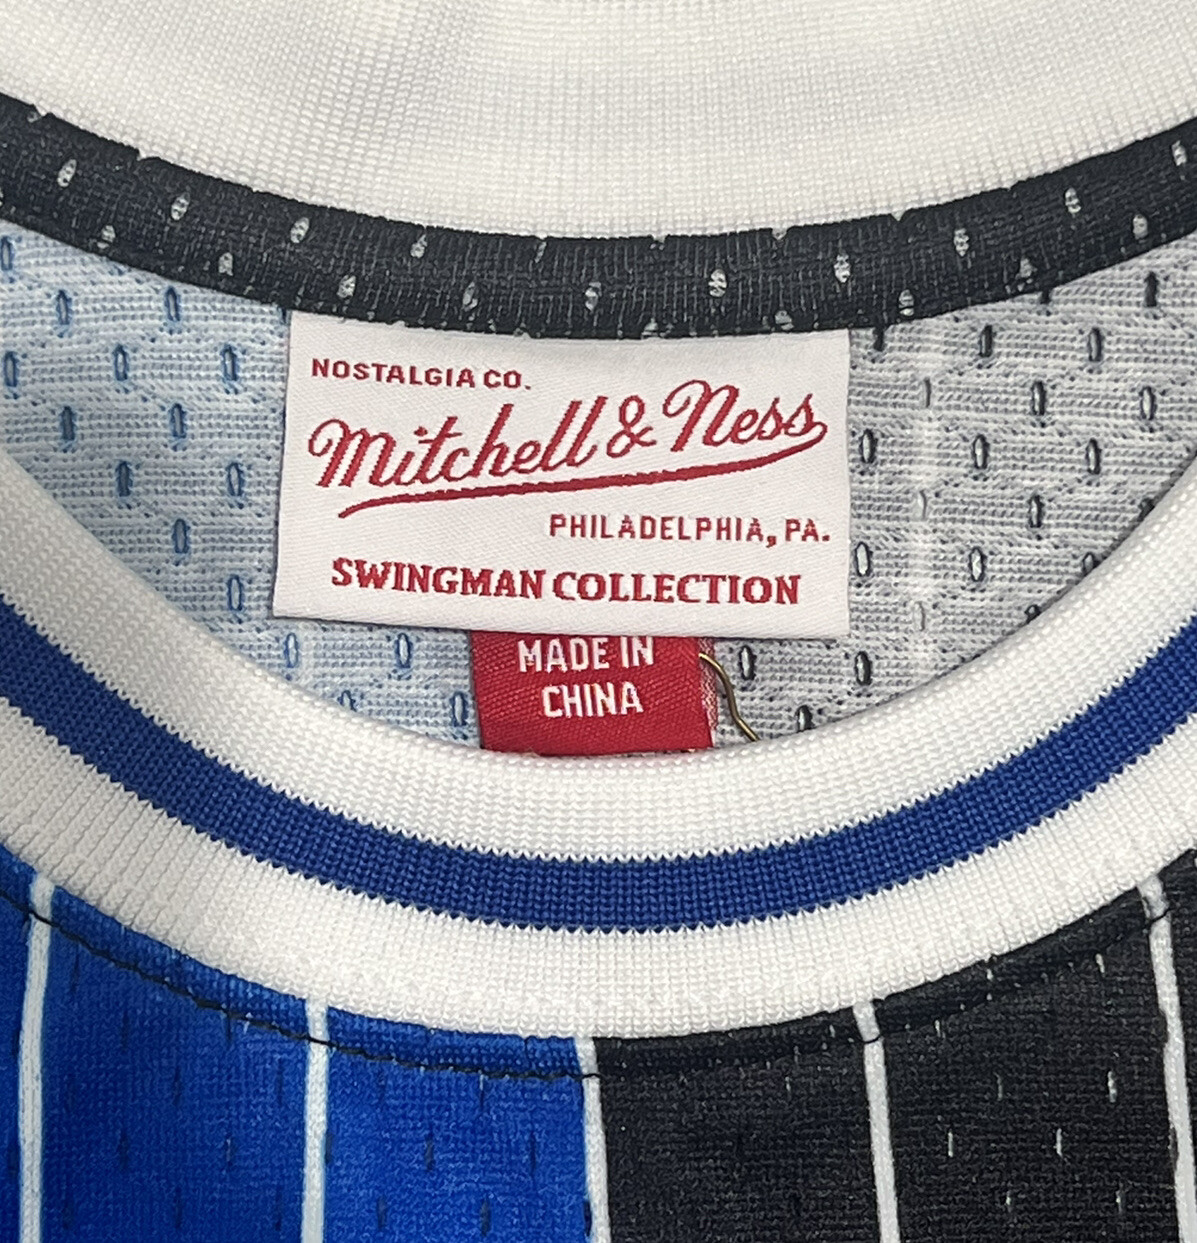 NOSTALGIA CO.
Mitchell & Ness
PHILADELPHIA, PA.
SWINGMAN COLLECTION
MADE IN
CHINA